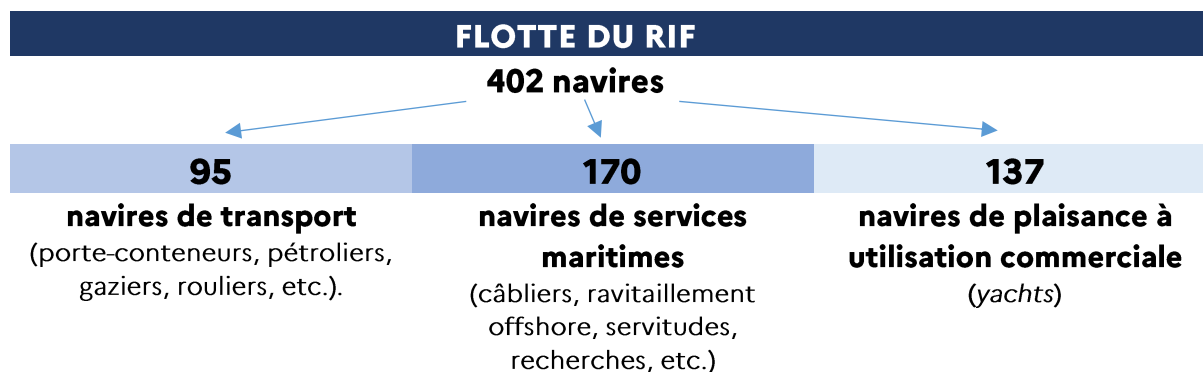 FLOTTE DU RIF
402 navires
95
navires de transport
(porte-conteneurs, pétroliers,
gaziers, rouliers, etc.).
170
navires de services
maritimes
(câbliers, ravitaillement
offshore, servitudes,
recherches, etc.)
137
navires de plaisance à
utilisation commerciale
(yachts)